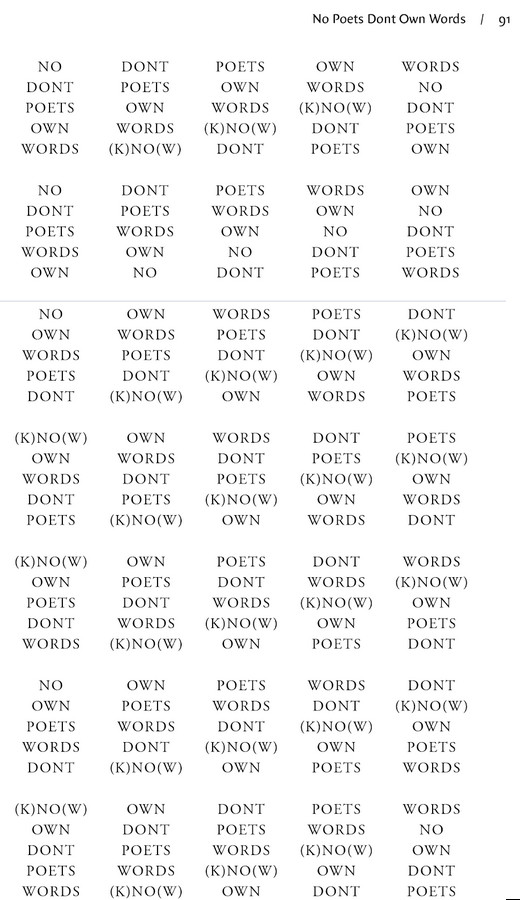 No Poets Dont Own Words / 91
NO DONT POETS OWN WORDS
DONT POETS OWN WORDS NO
POETS OWN WORDS (K)NO(W) DONT
OWN WORDS (K)NO(W) DONT POETS
WORDS (K)NO(W) DONT POETS OWN
NO DONT POETS WORDS OWN
DONT POETS WORDS OWN NO
POETS WORDS OWN NO DONT
WORDS OWN NO DONT POETS
OWN NO DONT POETS WORDS
NO OWN WORDS POETS DONT
OWN WORDS POETS DONT (K)NO(W)
WORDS POETS DONT (K)NO(W) OWN
POETS DONT (K)NO(W) OWN WORDS
DONT (K)NO(W) OWN WORDS POETS
(K)NO(W) OWN WORDS DONT POETS
OWN WORDS DONT POETS (K)NO(W)
WORDS DONT POETS (K)NO(W) OWN
DONT POETS (K)NO(W) OWN WORDS
POETS (K)NO(W) OWN WORDS DONT
(K)NO(W) OWN POETS DONT WORDS
OWN POETS DONT WORDS (K)NO(W)
POETS DONT WORDS (K)NO(W) OWN
DONT WORDS (K)NO(W) OWN POETS
WORDS (K)NO(W) OWN POETS DONT
NO OWN POETS WORDS DONT
OWN POETS WORDS DONT (K)NO(W)
POETS WORDS DONT (K)NO(W) OWN
WORDS DONT (K)NO(W) OWN POETS
DONT (K)NO(W) OWN POETS WORDS
(K)NO(W) OWN DONT POETS WORDS
OWN DONT POETS WORDS NO
DONT POETS WORDS (K)NO(W) OWN
POETS WORDS (K)NO(W) OWN DONT
WORDS (K)NO(W) OWN DONT POETS